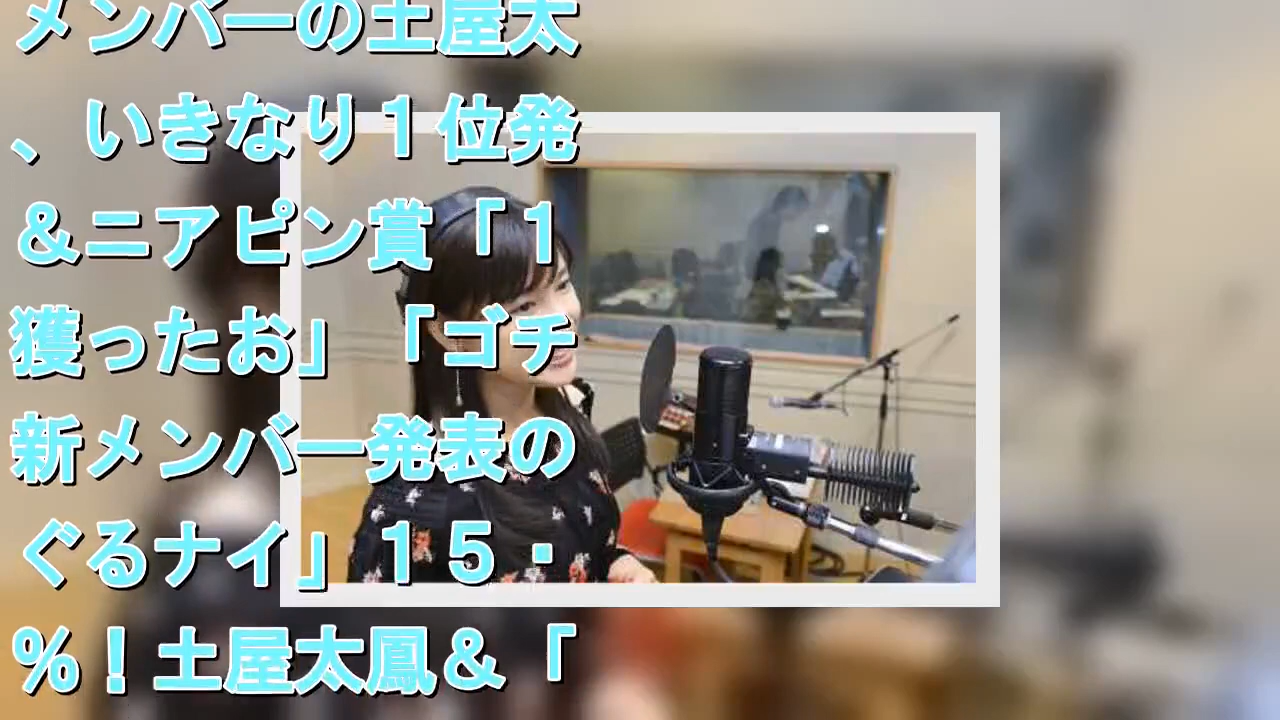 メンバーの土屋太
、いきなり１位発
＆ニアピン賞「１
獲ったお」「ゴチ
新メンバー発表の
ぐるナイ」１５・
％！土屋太鳳＆「